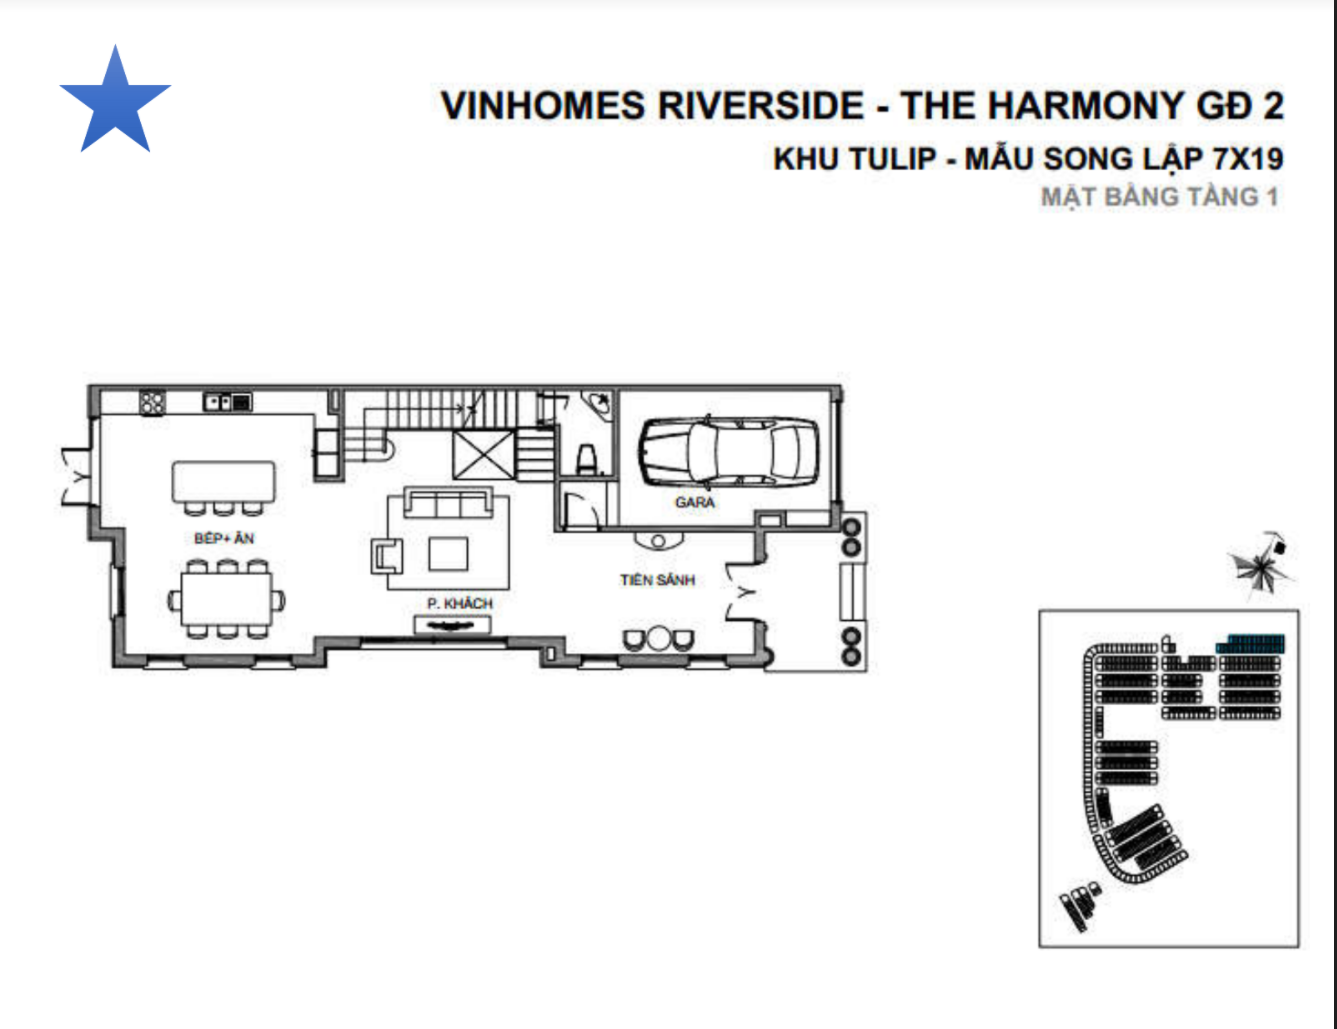 VINHOMES RIVERSIDE - THE HARMONY GĐ 2
KHU TULIP - MẪU SONG LẬP 7X19
MẶT BẰNG TẦNG 1
GARA
BẾP+ ĂN
TIỀN SẢNH
P. KHÁCH